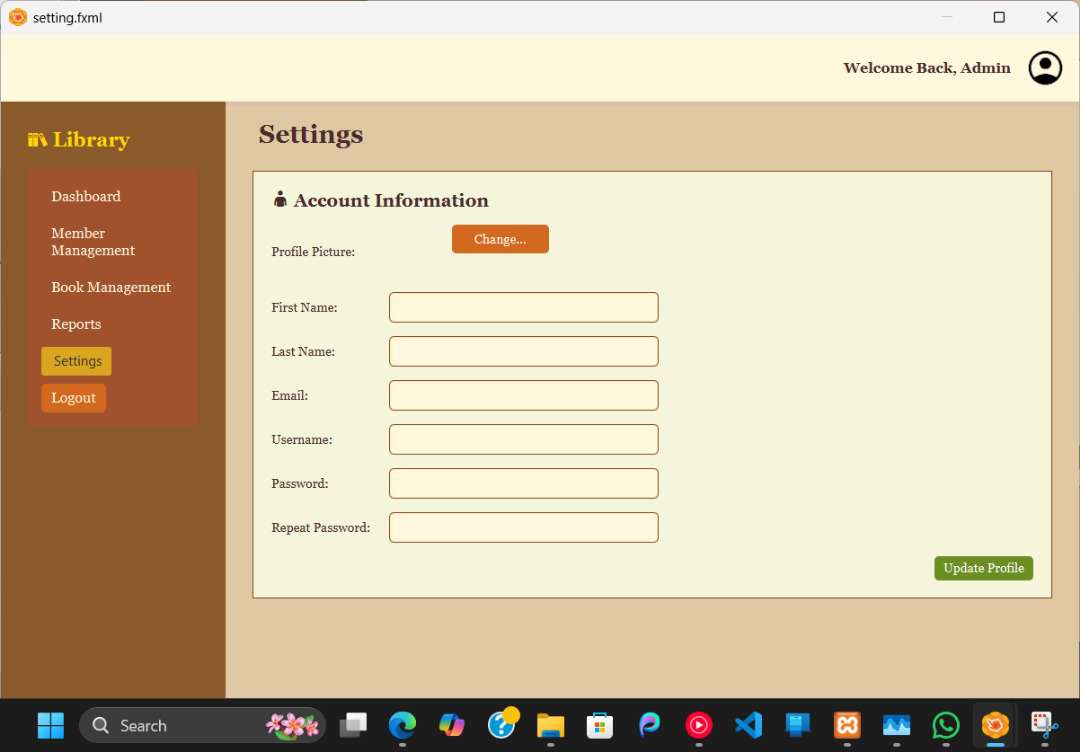 setting.fxml
Welcome Back, Admin
Library
Settings
Dashboard
Member
Management
Book Management
Reports
Settings
Logout
Account Information
Profile Picture:
Change...
First Name:
Last Name:
Email:
Username:
Password:
Repeat Password:
Update Profile
Search